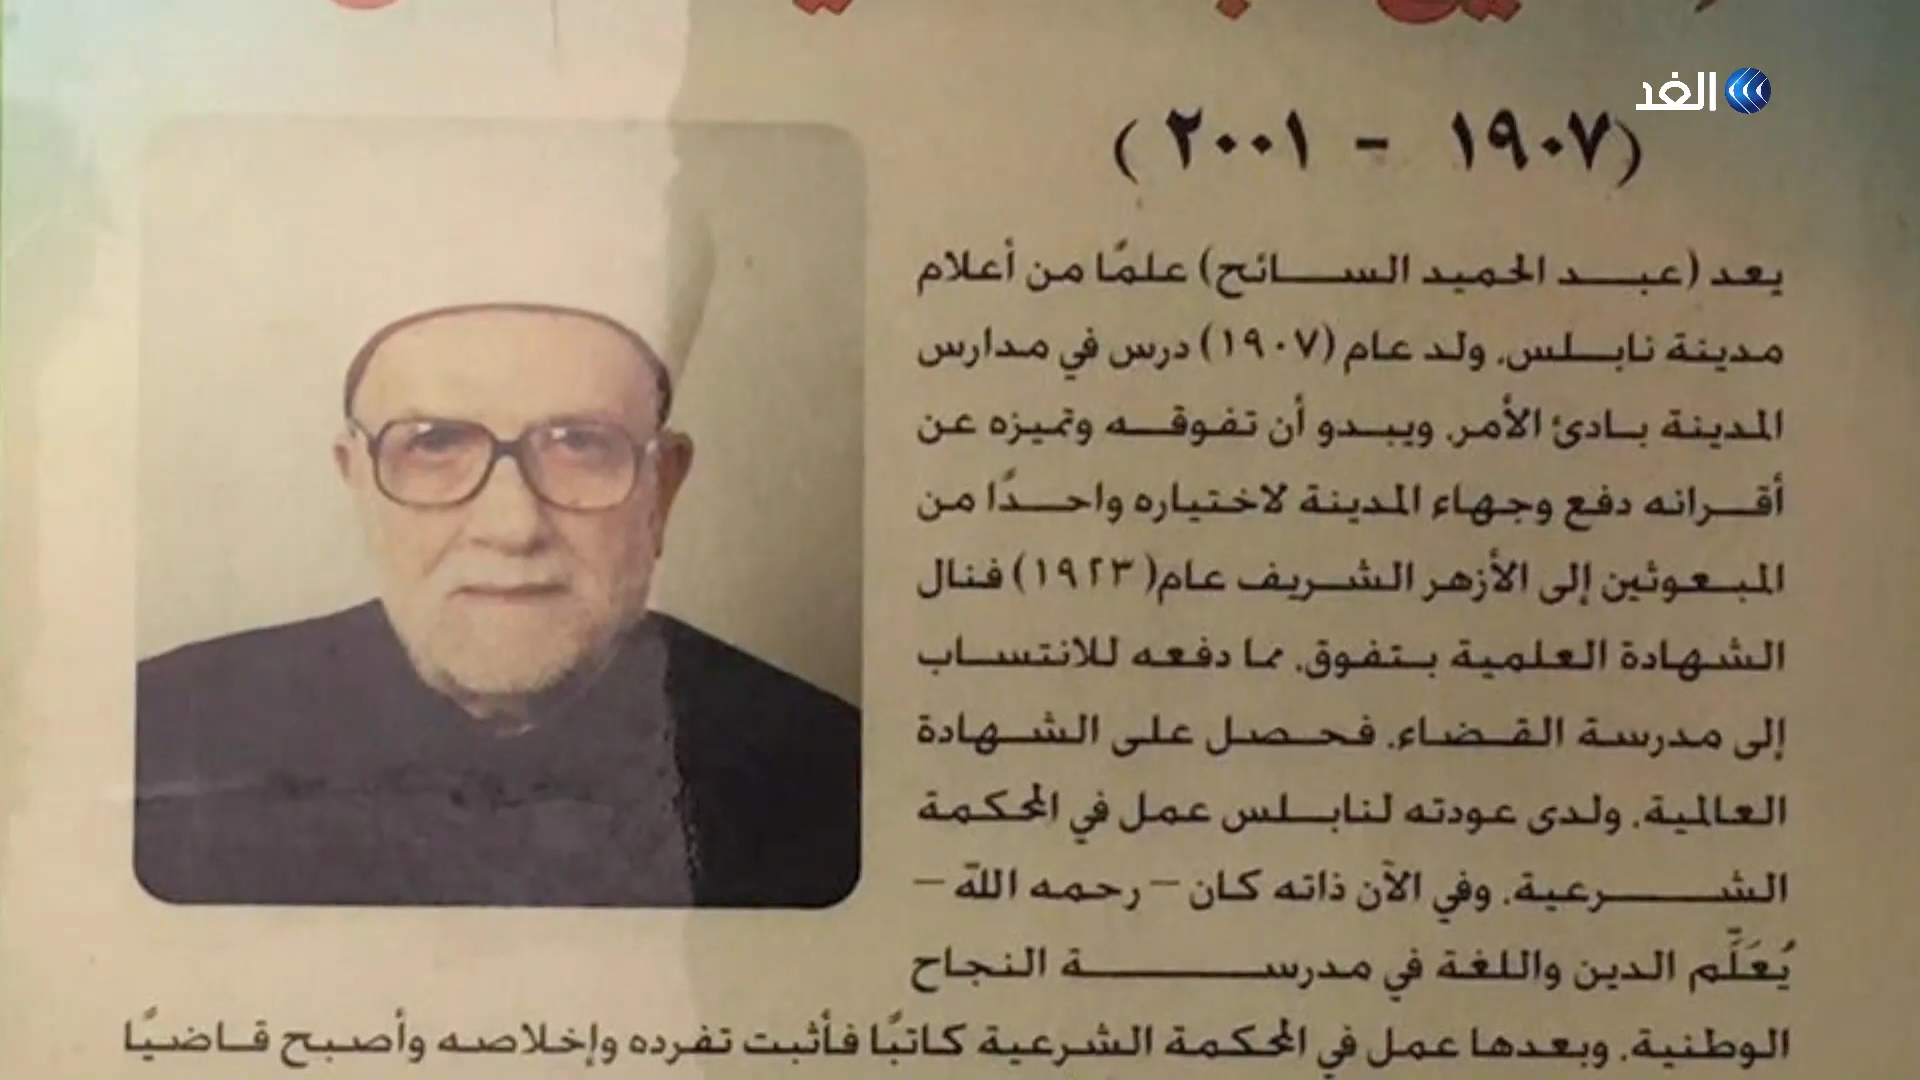 الغد
(١٩٠٧ - ٢٠٠١)
يعد (عبد الحميد السائح) علمًا من أعلام
مدينة نابلس. ولد عام (١٩٠٧) درس في مدارس
المدينة بادئ الأمر. ويبدو أن تفوقه وتميزه عن
أقرانه دفع وجهاء المدينة لاختياره واحدًا من
المبعوثين إلى الأزهر الشريف عام(١٩٢٣) فنال
الشهادة العلمية بتفوق. مما دفعه للانتساب
إلى مدرسة القضاء. فحصل على الشهادة
العالمية. ولدى عودته لنابلس عمل في المحكمة
الشرعية. وفي الآن ذاته كان – رحمه الله –
يُعَلِّم الدين واللغة في مدرسة النجاح
الوطنية. وبعدها عمل في المحكمة الشرعية كاتبًا فأثبت تفرده وإخلاصه وأصبح قاضيًا